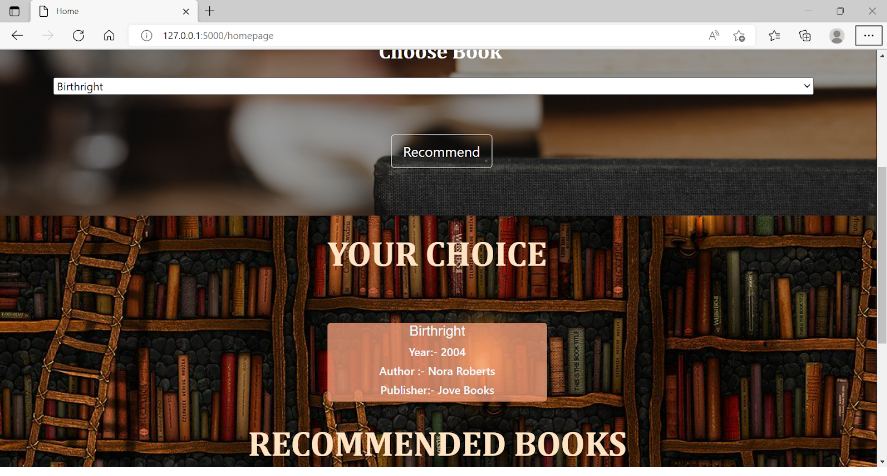 Home
127.0.0.1:5000/homepage
Choose Book
Birthright
Recommend
YOUR CHOICE
Birthright
Year:- 2004
Author :- Nora Roberts
Publisher:- Jove Books
RECOMMENDED BOOKS